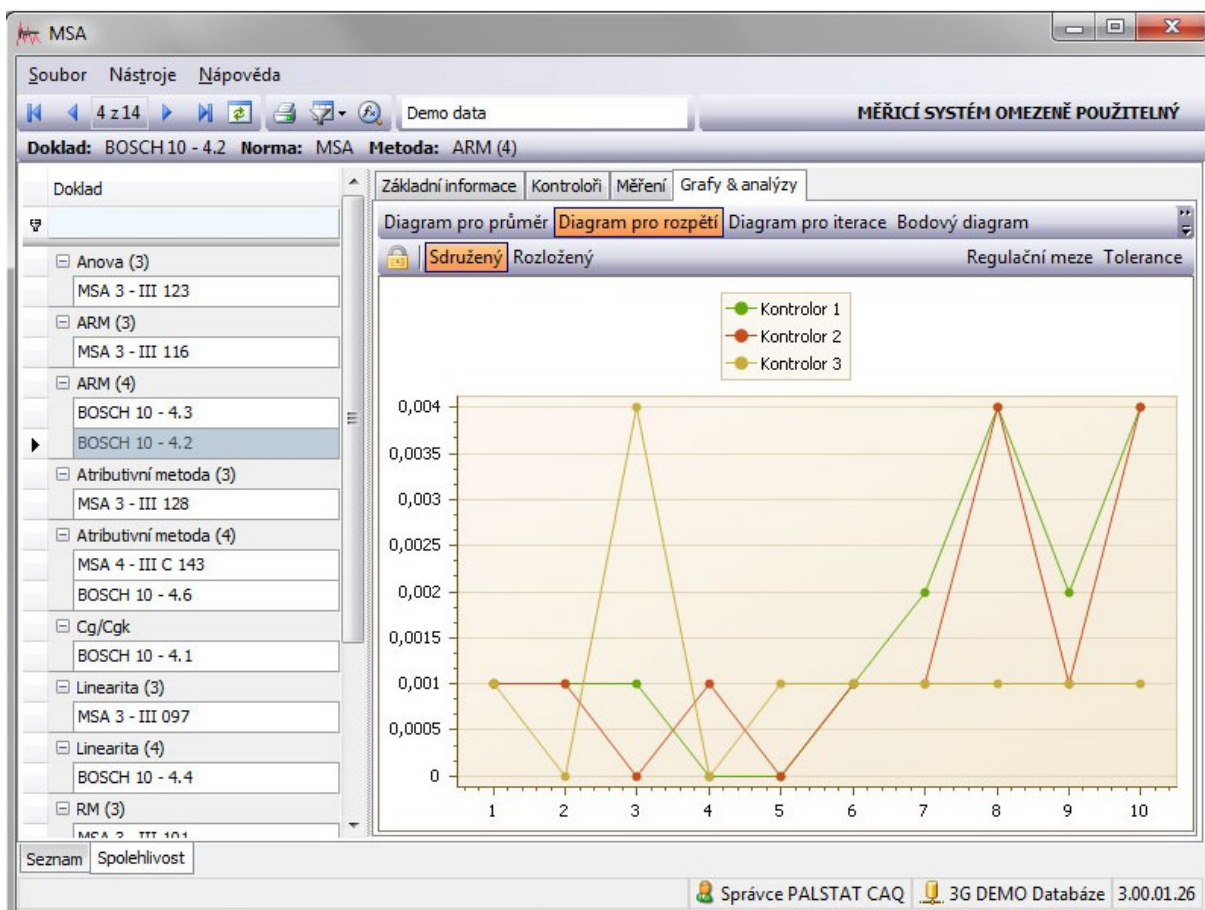 MSA
Soubor Nástroje Nápověda
4 z 14 Demo data MĚŘICÍ SYSTÉM OMEZENĚ POUŽITELNÝ
Doklad: BOSCH 10 - 4.2 Norma: MSA Metoda: ARM (4)
Doklad
Anova (3)
MSA 3 - III 123
ARM (3)
MSA 3 - III 116
ARM (4)
BOSCH 10 - 4.3
BOSCH 10 - 4.2
Atributivní metoda (3)
MSA 3 - III 128
Atributivní metoda (4)
MSA 4 - III C 143
BOSCH 10 - 4.6
Cg/Cgk
BOSCH 10 - 4.1
Linearita (3)
MSA 3 - III 097
Linearita (4)
BOSCH 10 - 4.4
RM (3)
MSA 3 - III 101
Základní informace Kontroloři Měření Grafy & analýzy
Diagram pro průměr Diagram pro rozpětí Diagram pro iterace Bodový diagram
Sdružený Rozložený Regulační meze Tolerance
Kontrolor 1
Kontrolor 2
Kontrolor 3
0,004
0,0035
0,003
0,0025
0,002
0,0015
0,001
0,0005
0
1 2 3 4 5 6 7 8 9 10
Seznam Spolehlivost
Správce PALSTAT CAQ 3G DEMO Databáze 3.00.01.26